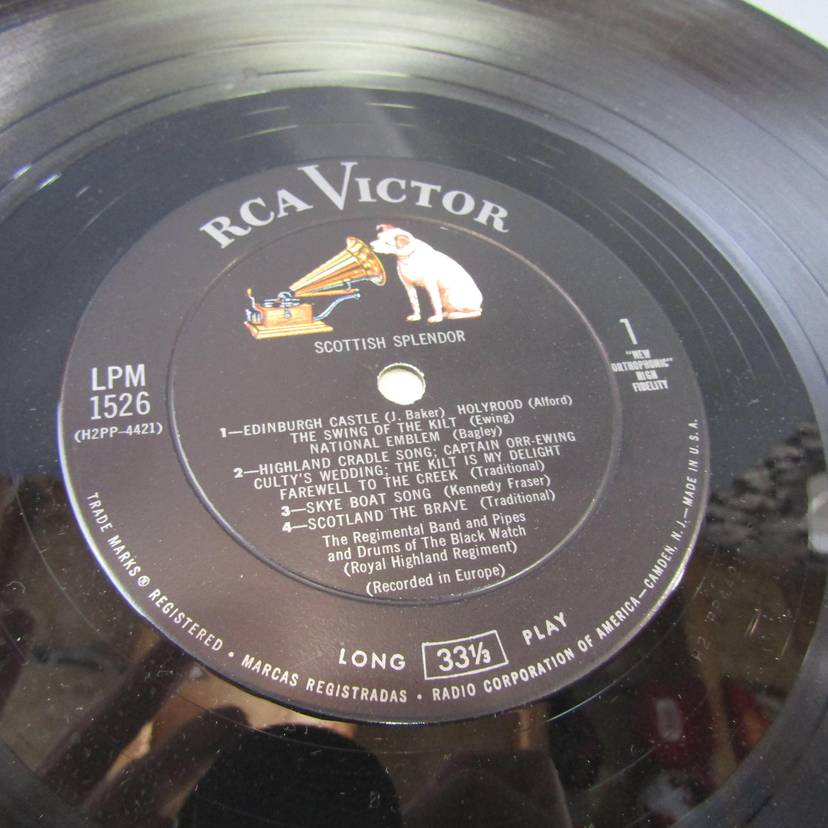 RCA VICTOR
SCOTTISH SPLENDOR
LPM
1526
(H2PP-4421)
1
"NEW
ORTHOPHONIC"
HIGH
FIDELITY
1—EDINBURGH CASTLE (J. Baker) HOLYROOD (Alford)
THE SWING OF THE KILT (Ewing)
NATIONAL EMBLEM (Bagley)
2—HIGHLAND CRADLE SONG; CAPTAIN ORR-EWING
CULTY'S WEDDING; THE KILT IS MY DELIGHT
FAREWELL TO THE CREEK (Traditional)
3—SKYE BOAT SONG (Kennedy Fraser)
4—SCOTLAND THE BRAVE (Traditional)
The Regimental Band and Pipes
and Drums of The Black Watch
(Royal Highland Regiment)
(Recorded in Europe)
LONG 33⅓ PLAY
TRADE MARKS ® REGISTERED • MARCAS REGISTRADAS • RADIO CORPORATION OF AMERICA—CAMDEN, N.J.—MADE IN U.S.A.